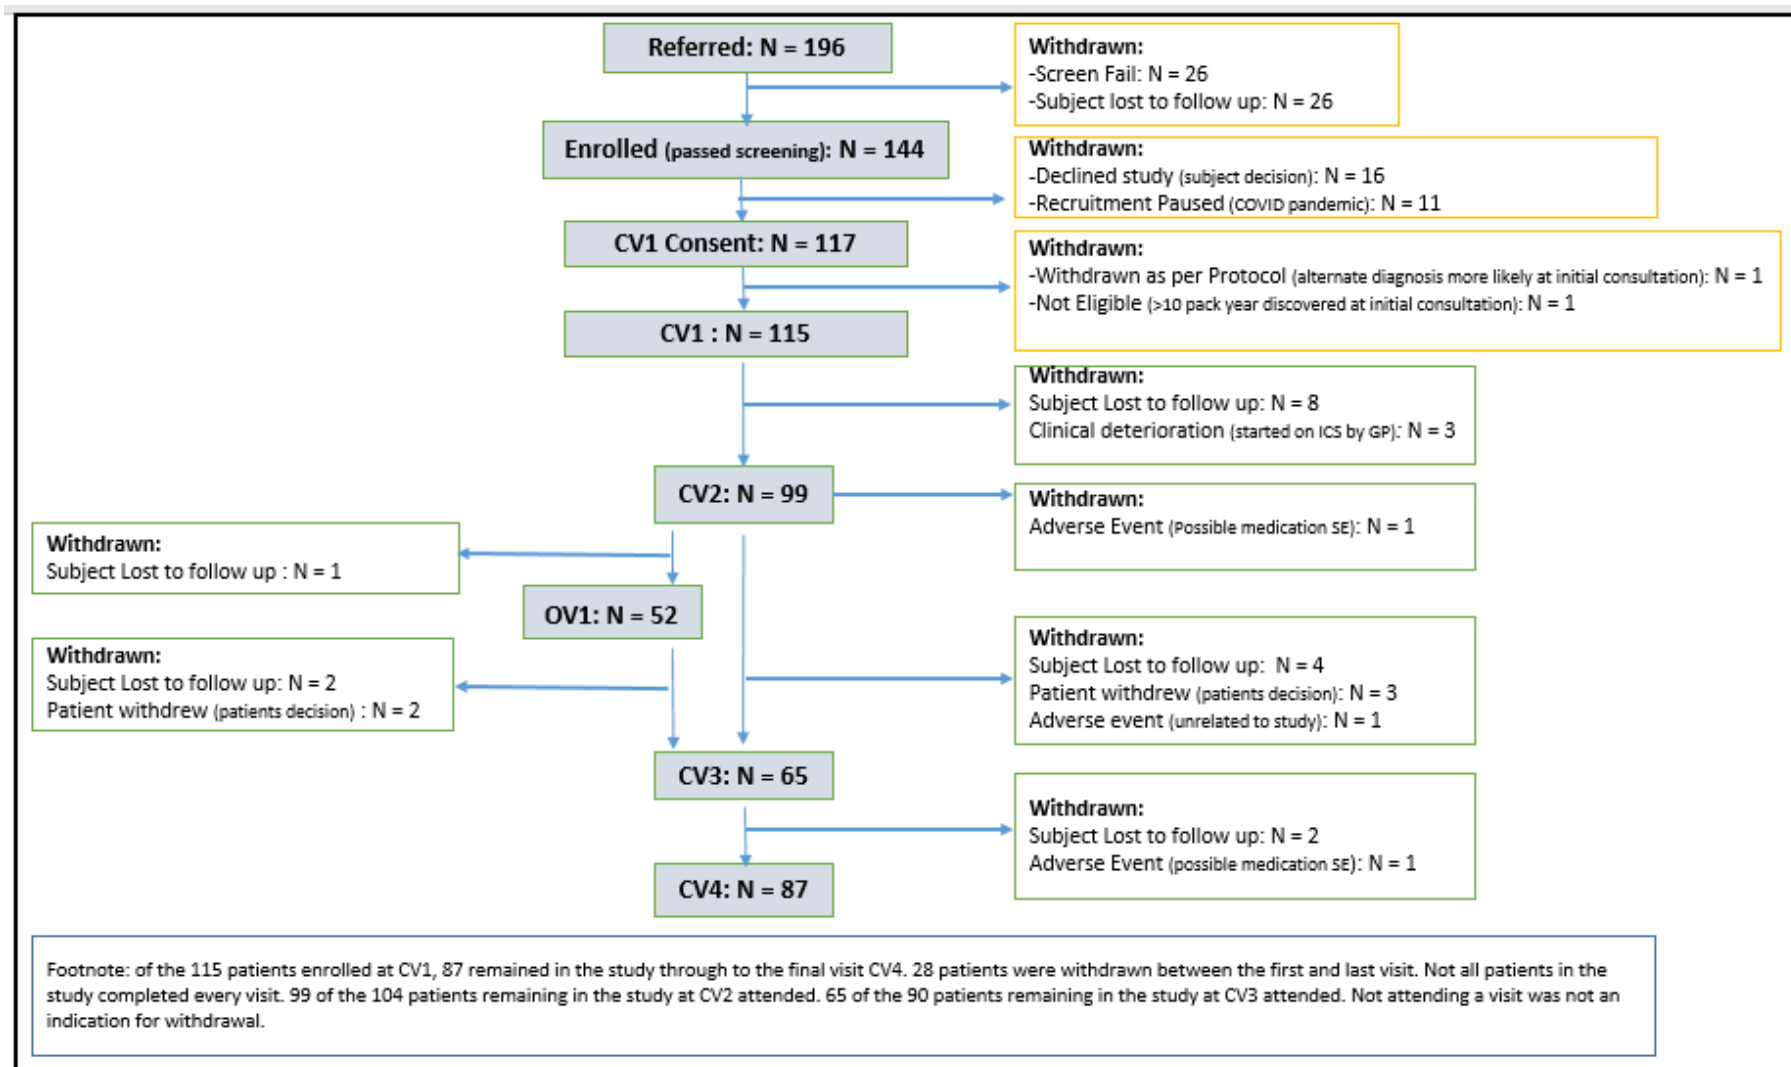 Referred: N = 196
Withdrawn:
-Screen Fail: N = 26
-Subject lost to follow up: N = 26
Enrolled (passed screening): N = 144
Withdrawn:
-Declined study (subject decision): N = 16
-Recruitment Paused (COVID pandemic): N = 11
CV1 Consent: N = 117
Withdrawn:
-Withdrawn as per Protocol (alternate diagnosis more likely at initial consultation): N = 1
-Not Eligible (>10 pack year discovered at initial consultation): N = 1
CV1 : N = 115
Withdrawn:
Subject Lost to follow up: N = 8
Clinical deterioration (started on ICS by GP): N = 3
CV2: N = 99
Withdrawn:
Adverse Event (Possible medication SE): N = 1
Withdrawn:
Subject Lost to follow up : N = 1
OV1: N = 52
Withdrawn:
Subject Lost to follow up: N = 4
Patient withdrew (patients decision): N = 3
Adverse event (unrelated to study): N = 1
Withdrawn:
Subject Lost to follow up: N = 2
Patient withdrew (patients decision) : N = 2
CV3: N = 65
Withdrawn:
Subject Lost to follow up: N = 2
Adverse Event (possible medication SE): N = 1
CV4: N = 87
Footnote: of the 115 patients enrolled at CV1, 87 remained in the study through to the final visit CV4. 28 patients were withdrawn between the first and last visit. Not all patients in the
study completed every visit. 99 of the 104 patients remaining in the study at CV2 attended. 65 of the 90 patients remaining in the study at CV3 attended. Not attending a visit was not an
indication for withdrawal.